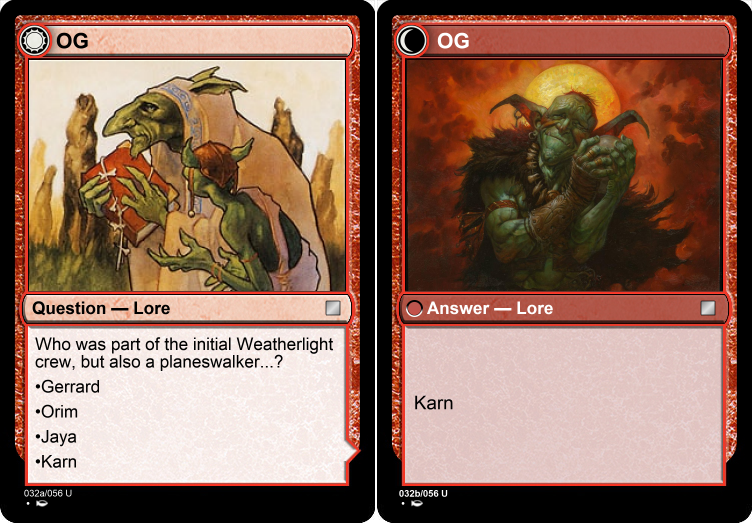 OG
Question — Lore
Who was part of the initial Weatherlight
crew, but also a planeswalker...?
•Gerrard
•Orim
•Jaya
•Karn
032a/056 U
OG
Answer — Lore
Karn
032b/056 U